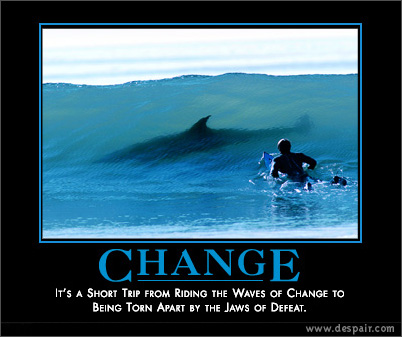 CHANGE
IT'S A SHORT TRIP FROM RIDING THE WAVES OF CHANGE TO
BEING TORN APART BY THE JAWS OF DEFEAT.
www.despair.com